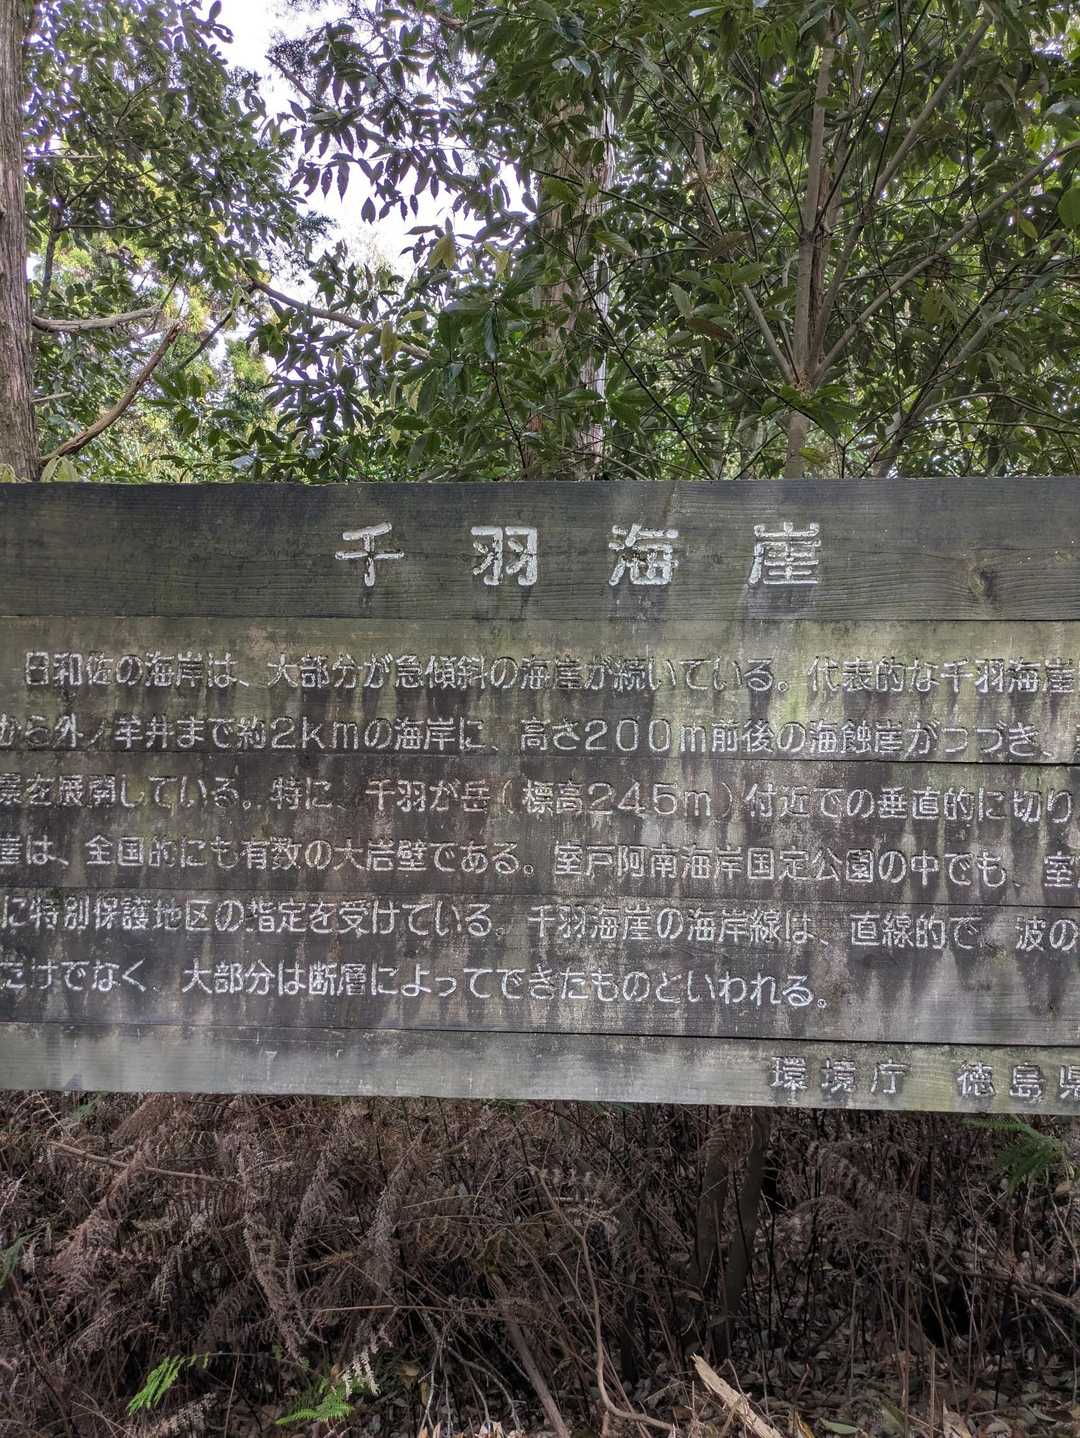 千羽海崖
日和佐の海岸は、大部分が急傾斜の海崖が続いている。代表的な千羽海崖
から外ノ牟井まで約2kmの海岸に、高さ200m前後の海蝕崖がつづき、
景を展開している。特に、千羽が岳(標高245m)付近での垂直的に切り
崖は、全国的にも有数の大岩壁である。室戸阿南海岸国定公園の中でも、室
に特別保護地区の指定を受けている。千羽海崖の海岸線は、直線的で、波の
だけでなく、大部分は断層によってできたものといわれる。
環境庁 徳島県